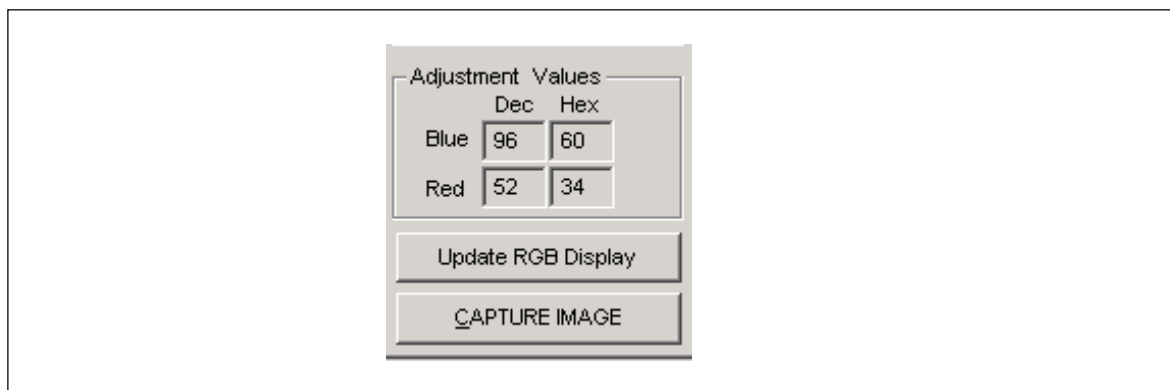 Adjustment Values
Dec Hex
Blue 96 60
Red 52 34
Update RGB Display
CAPTURE IMAGE